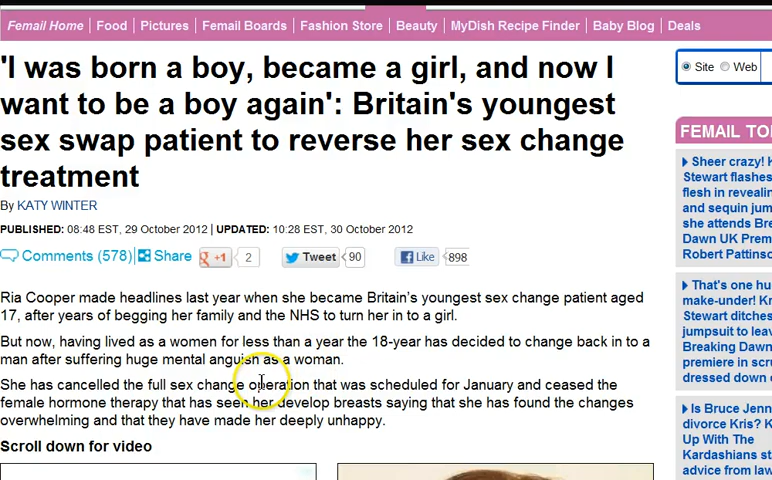 Femail Home | Food | Pictures | Femail Boards | Fashion Store | Beauty | MyDish Recipe Finder | Baby Blog | Deals
'I was born a boy, became a girl, and now I
want to be a boy again': Britain's youngest
sex swap patient to reverse her sex change
treatment
By KATY WINTER
PUBLISHED: 08:48 EST, 29 October 2012 | UPDATED: 10:28 EST, 30 October 2012
Comments (578) Share +1 2 Tweet 90 Like 898
Ria Cooper made headlines last year when she became Britain's youngest sex change patient aged
17, after years of begging her family and the NHS to turn her in to a girl.
But now, having lived as a women for less than a year the 18-year has decided to change back in to a
man after suffering huge mental anguish as a woman.
She has cancelled the full sex change operation that was scheduled for January and ceased the
female hormone therapy that has seen her develop breasts saying that she has found the changes
overwhelming and that they have made her deeply unhappy.
Scroll down for video
Site Web
FEMAIL TO
Sheer crazy!
Stewart flashes
flesh in revealin
and sequin jum
she attends Bre
Dawn UK Prem
Robert Pattinso
That's one hu
make-under! K
Stewart ditches
jumpsuit to leav
Breaking Dawn
premiere in scr
dressed down
Is Bruce Jenn
divorce Kris? K
Up With The
Kardashians st
advice from law